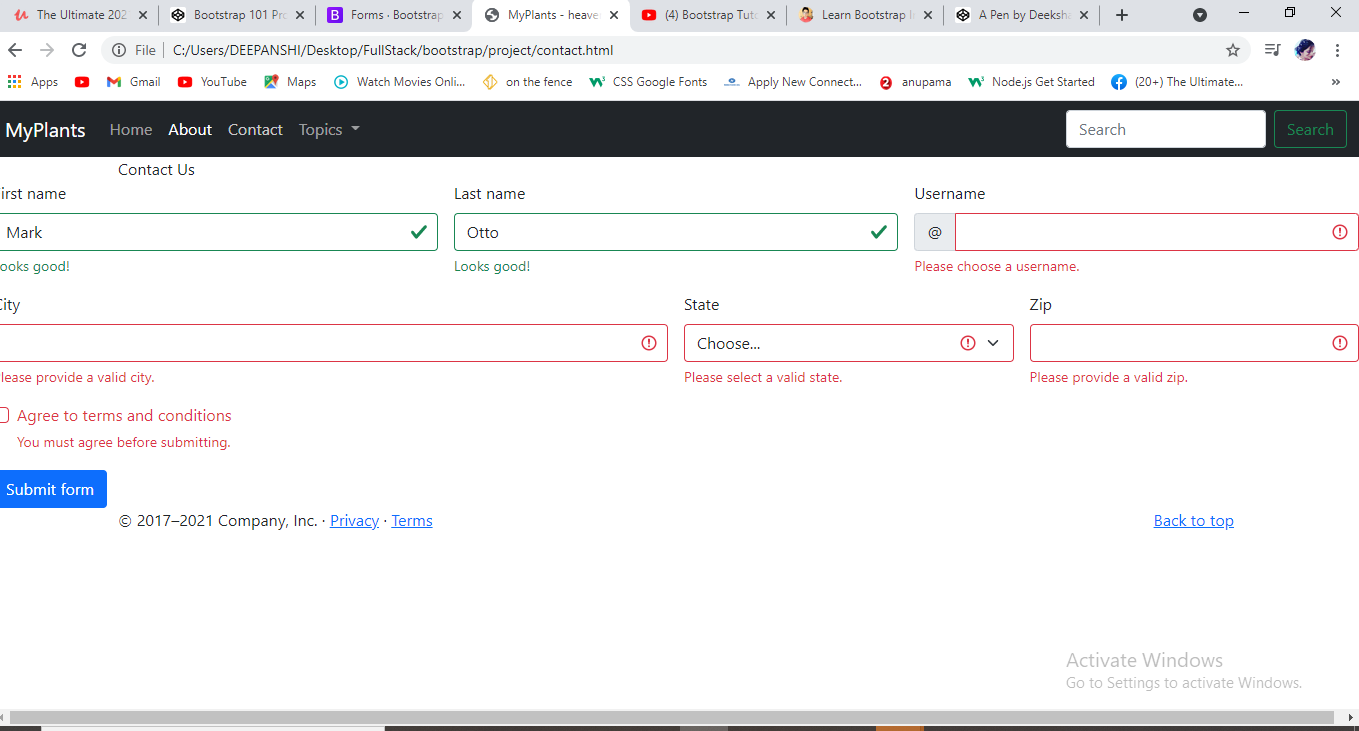 The Ultimate 202
Bootstrap 101 Pro
Forms · Bootstrap
MyPlants - heave
(4) Bootstrap Tuto
Learn Bootstrap I
A Pen by Deeksha
File C:/Users/DEEPANSHI/Desktop/FullStack/bootstrap/project/contact.html
Apps Gmail YouTube Maps Watch Movies Onli... on the fence CSS Google Fonts Apply New Connect... anupama Node.js Get Started (20+) The Ultimate... »
MyPlants Home About Contact Topics Search Search
Contact Us
irst name Last name Username
Mark Otto @
ooks good! Looks good! Please choose a username.
City State Zip
Choose...
lease provide a valid city. Please select a valid state. Please provide a valid zip.
Agree to terms and conditions
You must agree before submitting.
Submit form
© 2017–2021 Company, Inc. · Privacy · Terms Back to top
Activate Windows
Go to Settings to activate Windows.